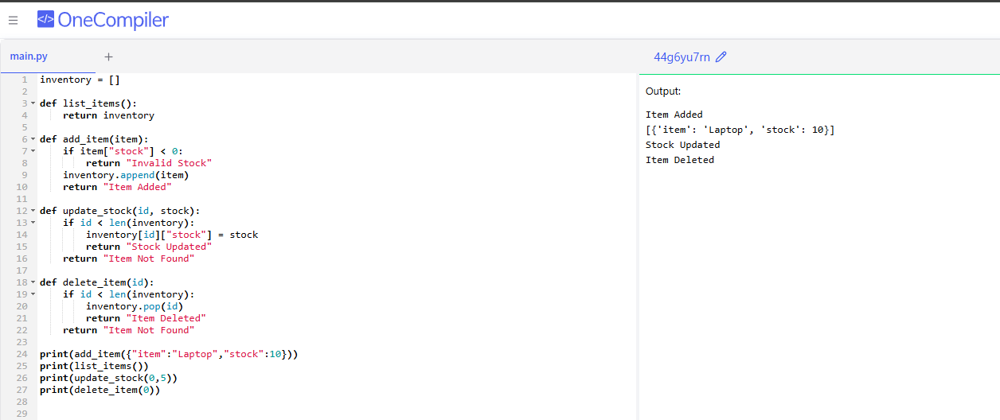 </> OneCompiler
main.py +
44g6yu7rn
1 inventory = []
2
3 def list_items():
4     return inventory
5
6 def add_item(item):
7     if item["stock"] < 0:
8         return "Invalid Stock"
9     inventory.append(item)
10     return "Item Added"
11
12 def update_stock(id, stock):
13     if id < len(inventory):
14         inventory[id]["stock"] = stock
15         return "Stock Updated"
16     return "Item Not Found"
17
18 def delete_item(id):
19     if id < len(inventory):
20         inventory.pop(id)
21         return "Item Deleted"
22     return "Item Not Found"
23
24 print(add_item({"item":"Laptop","stock":10}))
25 print(list_items())
26 print(update_stock(0,5))
27 print(delete_item(0))
28
29
Output:
Item Added
[{'item': 'Laptop', 'stock': 10}]
Stock Updated
Item Deleted